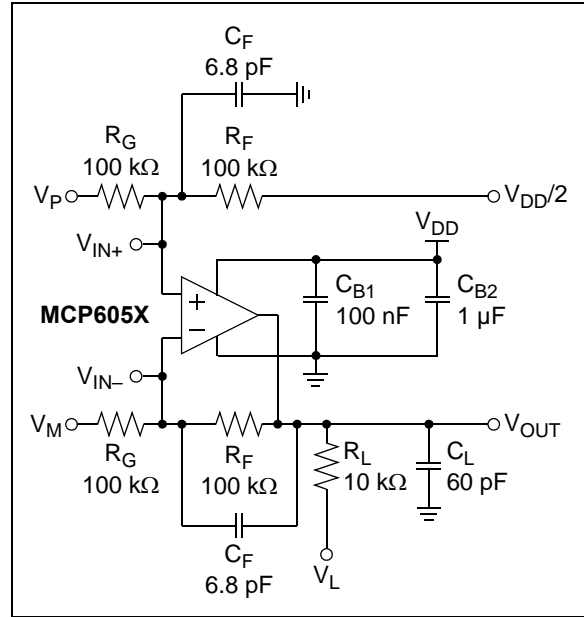 C_F
6.8 pF
R_G
100 kΩ
R_F
100 kΩ
V_P
V_DD/2
V_IN+
V_DD
MCP605X
+
−
C_B1
100 nF
C_B2
1 µF
V_IN–
V_M
V_OUT
R_G
100 kΩ
R_F
100 kΩ
R_L
10 kΩ
C_L
60 pF
C_F
6.8 pF
V_L